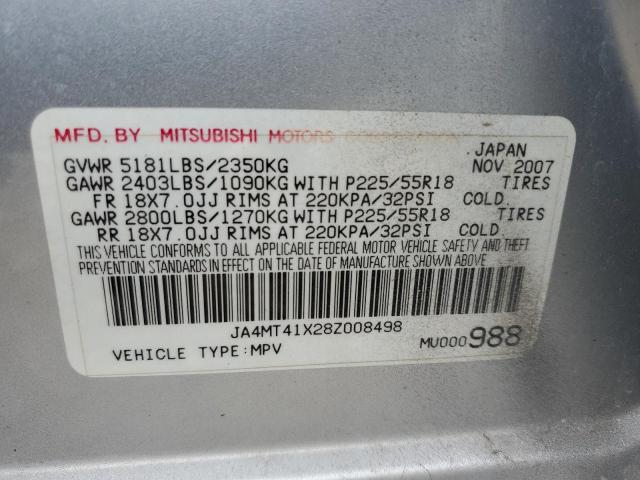 MFD. BY MITSUBISHI MOTORS CORPORATION
JAPAN
GVWR 5181LBS/2350KG NOV 2007
GAWR 2403LBS/1090KG WITH P225/55R18 TIRES
FR 18X7.0JJ RIMS AT 220KPA/32PSI COLD.
GAWR 2800LBS/1270KG WITH P225/55R18 TIRES
RR 18X7.0JJ RIMS AT 220KPA/32PSI COLD.
THIS VEHICLE CONFORMS TO ALL APPLICABLE FEDERAL MOTOR VEHICLE SAFETY AND THEFT
PREVENTION STANDARDS IN EFFECT ON THE DATE OF MANUFACTURE SHOWN ABOVE.
JA4MT41X28Z008498
VEHICLE TYPE:MPV MU000988